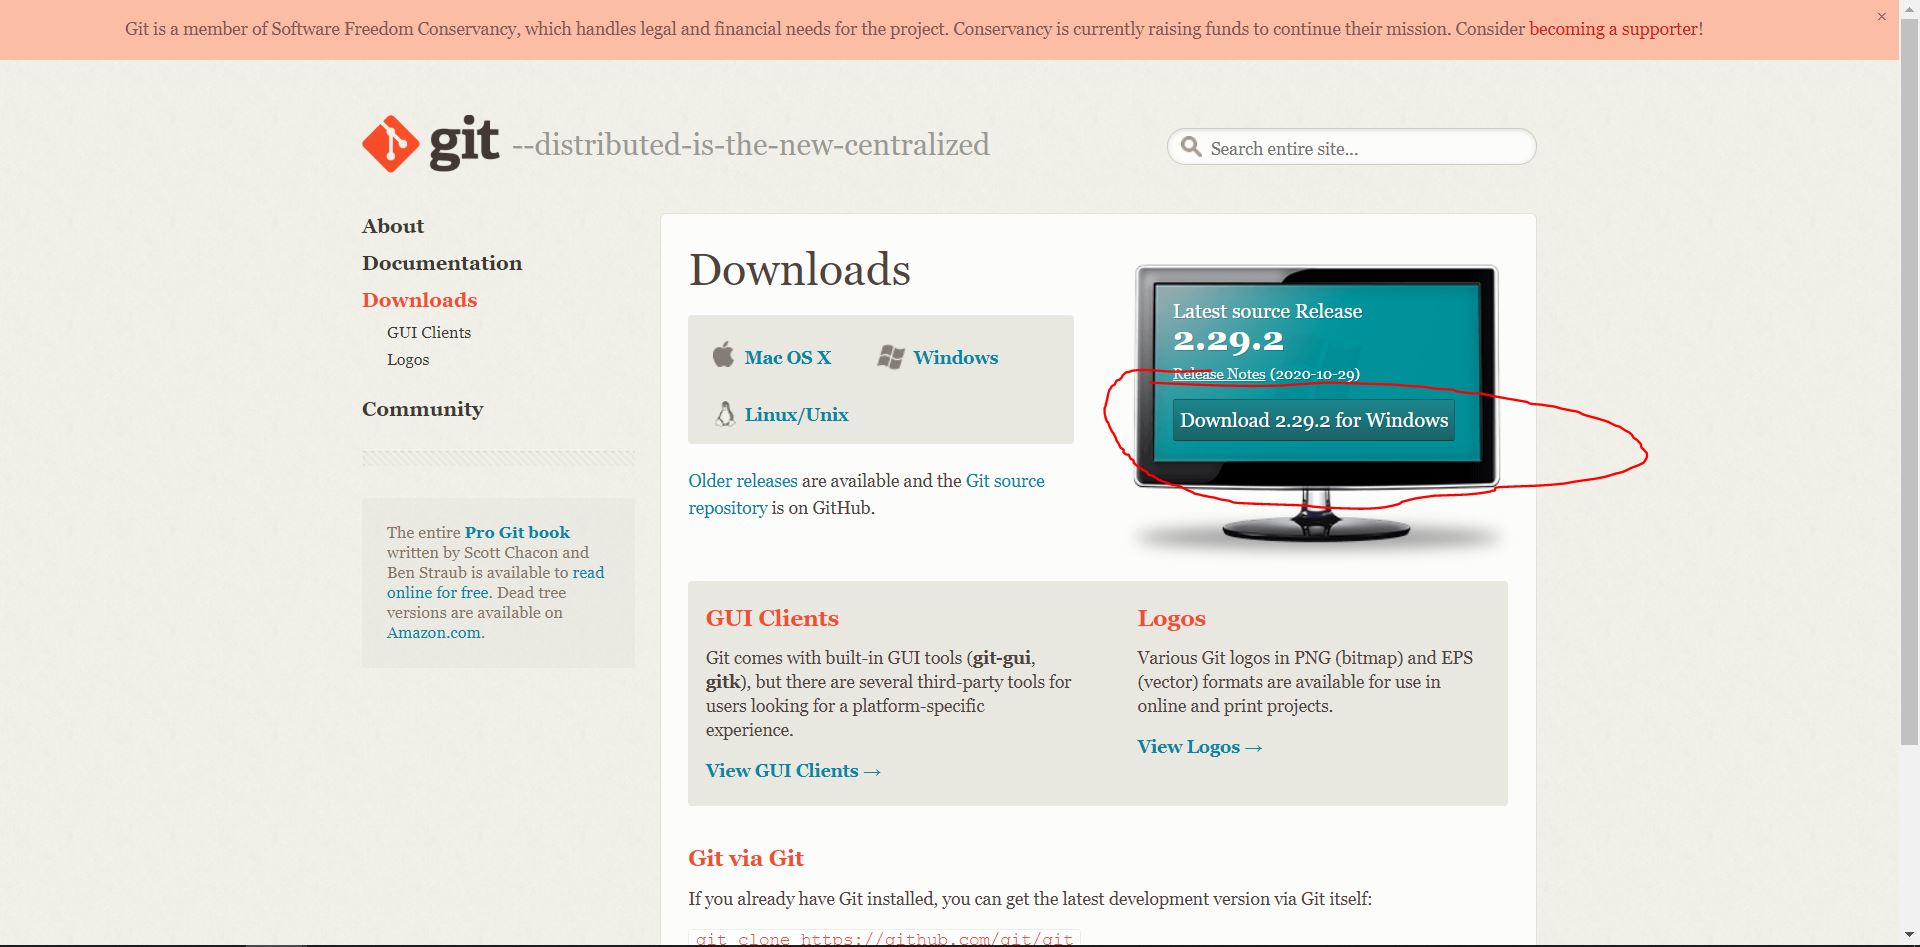 Git is a member of Software Freedom Conservancy, which handles legal and financial needs for the project. Conservancy is currently raising funds to continue their mission. Consider becoming a supporter!
×
git --distributed-is-the-new-centralized
Search entire site...
About
Documentation
Downloads
GUI Clients
Logos
Community
The entire Pro Git book
written by Scott Chacon and
Ben Straub is available to read
online for free. Dead tree
versions are available on
Amazon.com.
Downloads
Mac OS X
Windows
Linux/Unix
Older releases are available and the Git source
repository is on GitHub.
Latest source Release
2.29.2
Release Notes (2020-10-29)
Download 2.29.2 for Windows
GUI Clients
Git comes with built-in GUI tools (git-gui,
gitk), but there are several third-party tools for
users looking for a platform-specific
experience.
View GUI Clients →
Logos
Various Git logos in PNG (bitmap) and EPS
(vector) formats are available for use in
online and print projects.
View Logos →
Git via Git
If you already have Git installed, you can get the latest development version via Git itself:
git clone https://github.com/git/git